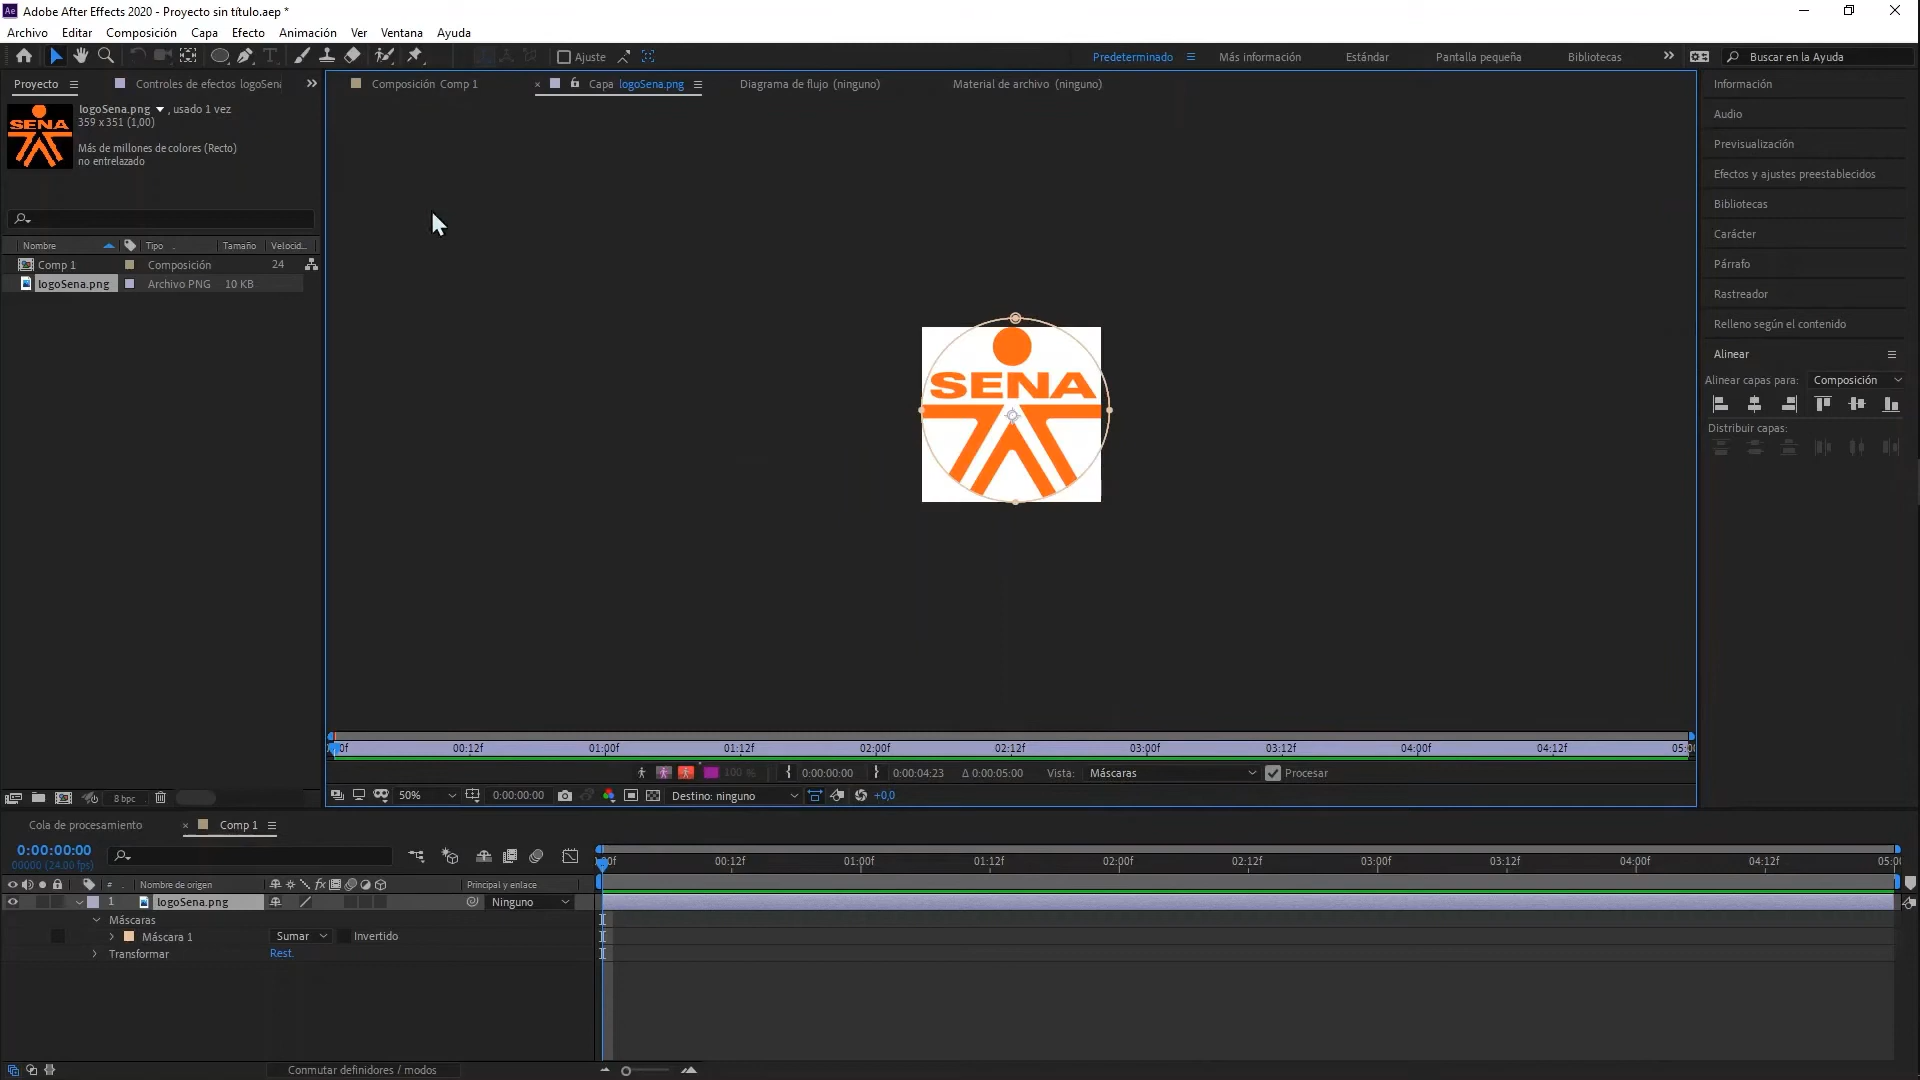 Adobe After Effects 2020 - Proyecto sin título.aep *
Archivo Editar Composición Capa Efecto Animación Ver Ventana Ayuda
Ajuste Predeterminado Más información Estándar Pantalla pequeña Bibliotecas Buscar en la Ayuda
Proyecto Controles de efectos logoSena
Composición Comp 1 Capa logoSena.png Diagrama de flujo (ninguno) Material de archivo (ninguno)
logoSena.png , usado 1 vez
359 x 351 (1,00)
Más de millones de colores (Recto)
no entrelazado
Nombre Tipo Tamaño Velocid...
Comp 1 Composición 24
logoSena.png Archivo PNG 10 KB
SENA
SENA
Información
Audio
Previsualización
Efectos y ajustes preestablecidos
Bibliotecas
Carácter
Párrafo
Rastreador
Relleno según el contenido
Alinear
Alinear capas para: Composición
Distribuir capas:
00:12f 01:00f 01:12f 02:00f 02:12f 03:00f 03:12f 04:00f 04:12f 05:00
100 % 0:00:00:00 0:00:04:23 Δ 0:00:05:00 Vista: Máscaras Procesar
8 bpc 50% 0:00:00:00 Destino: ninguno +0,0
Cola de procesamiento Comp 1
0:00:00:00
00000 (24.00 fps)
00f 00:12f 01:00f 01:12f 02:00f 02:12f 03:00f 03:12f 04:00f 04:12f 05:00
# Nombre de origen fx Principal y enlace
1 logoSena.png Ninguno
Máscaras
Máscara 1 Sumar Invertido
Transformar Rest.
Conmutar definidores / modos